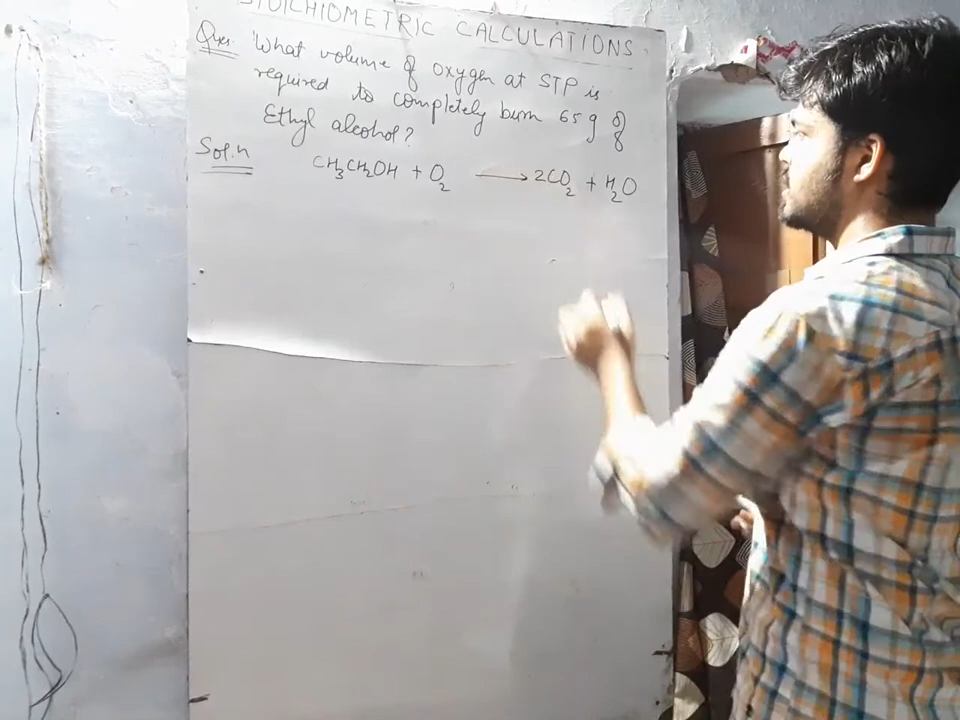 STOICHIOMETRIC CALCULATIONS
Ques. What volume of oxygen at STP is
required to completely burn 65 g of
Ethyl alcohol?
Sol.n
CH₃CH₂OH + O₂ ⟶ 2CO₂ + H₂O